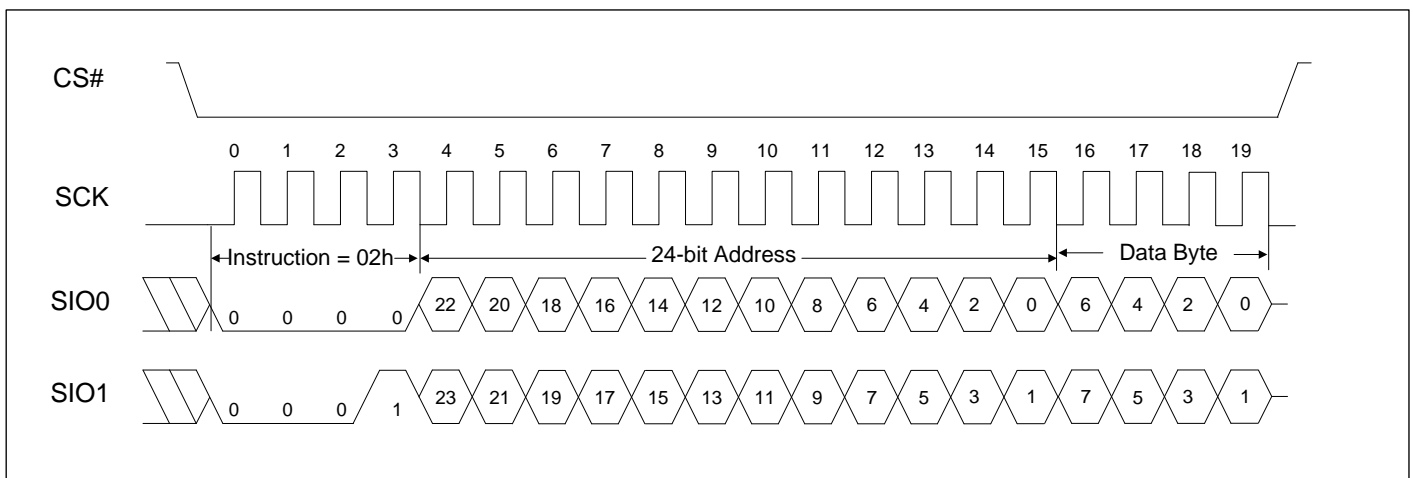 CS#
0 1 2 3 4 5 6 7 8 9 10 11 12 13 14 15 16 17 18 19
SCK
Instruction = 02h 24-bit Address Data Byte
SIO0 0 0 0 0 22 20 18 16 14 12 10 8 6 4 2 0 6 4 2 0
SIO1 0 0 0 1 23 21 19 17 15 13 11 9 7 5 3 1 7 5 3 1